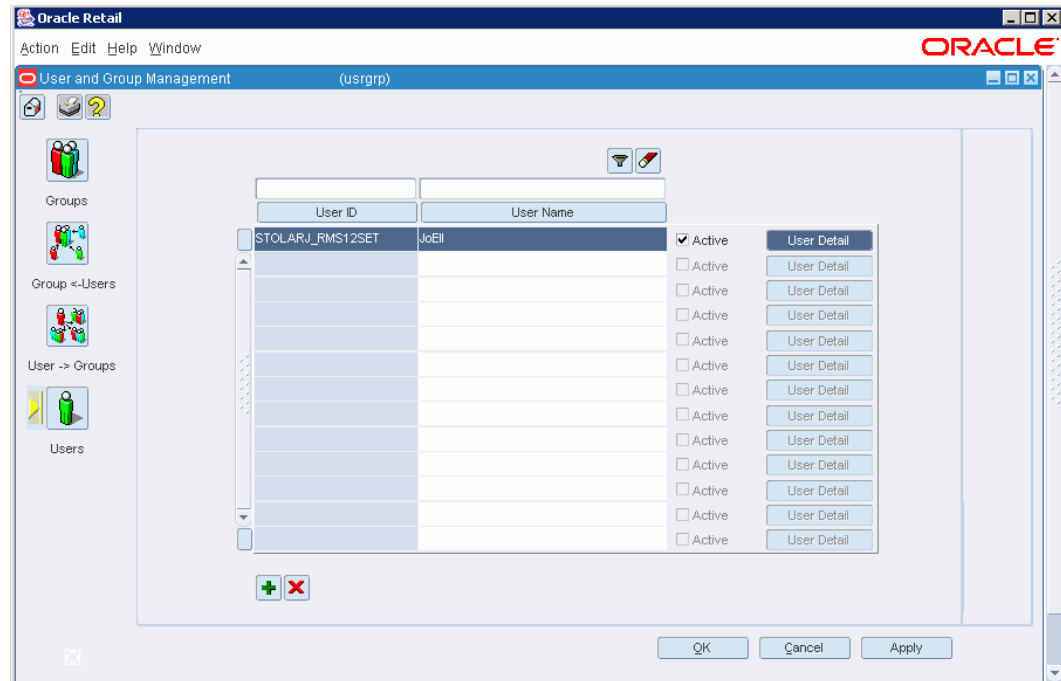 Oracle Retail
Action Edit Help Window
ORACLE
User and Group Management (usrgrp)
Groups
Group <-Users
User -> Groups
Users
User ID User Name
STOLARJ_RMS12SET JoEll Active User Detail
Active User Detail
Active User Detail
Active User Detail
Active User Detail
Active User Detail
Active User Detail
Active User Detail
Active User Detail
Active User Detail
Active User Detail
Active User Detail
Active User Detail
OK Cancel Apply